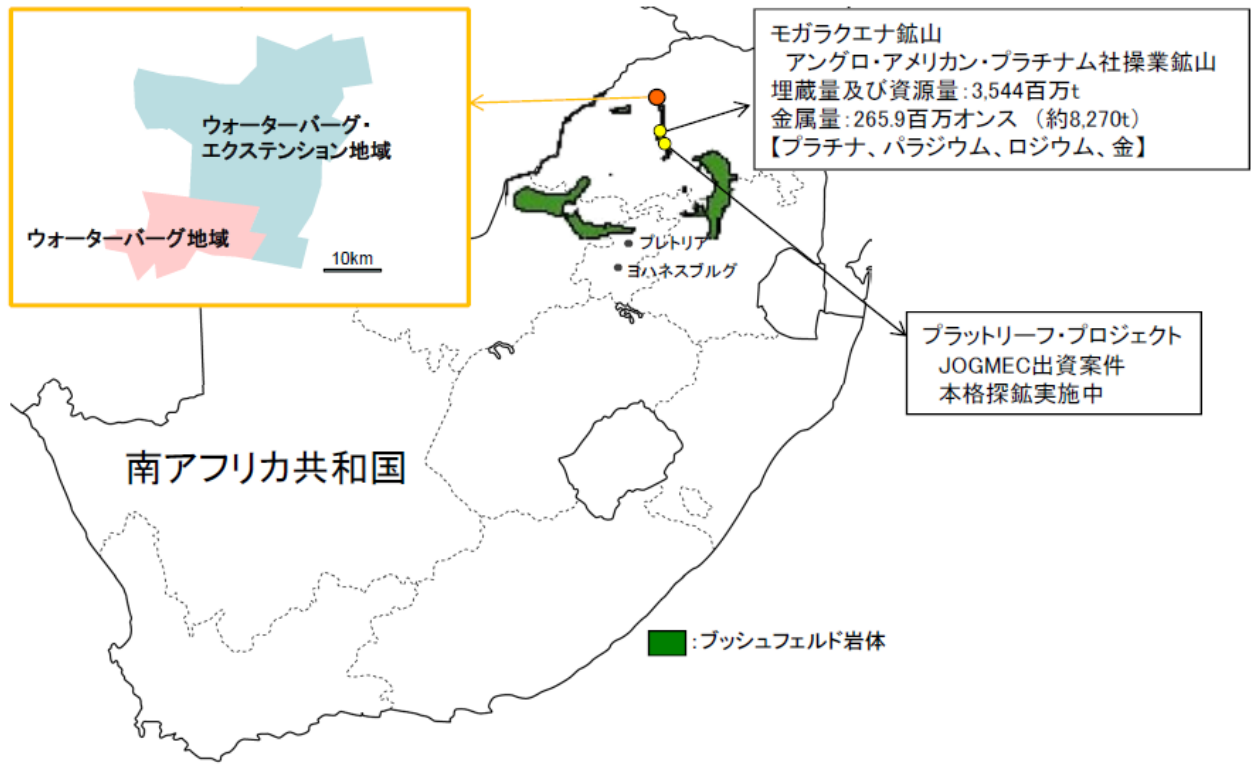 ウォーターバーグ・
エクステンション地域
ウォーターバーグ地域
10km
モガラクエナ鉱山
アングロ・アメリカン・プラチナム社操業鉱山
埋蔵量及び資源量:3,544百万t
金属量:265.9百万オンス (約8,270t)
【プラチナ、パラジウム、ロジウム、金】
プレトリア
ヨハネスブルグ
プラットリーフ・プロジェクト
JOGMEC出資案件
本格探鉱実施中
南アフリカ共和国
:ブッシュフェルド岩体